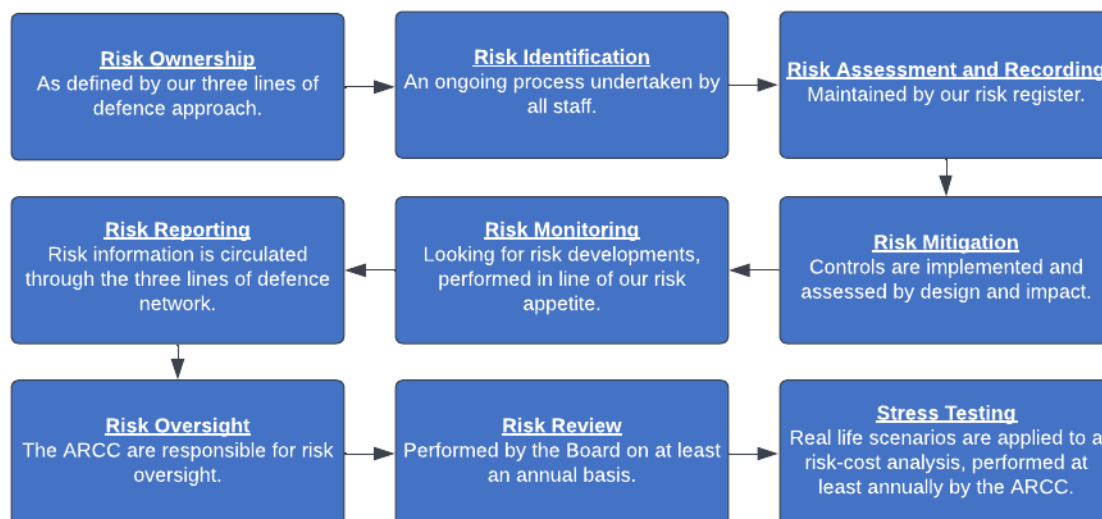 Risk Ownership
As defined by our three lines of
defence approach.
Risk Identification
An ongoing process undertaken by
all staff.
Risk Assessment and Recording
Maintained by our risk register.
Risk Mitigation
Controls are implemented and
assessed by design and impact.
Risk Monitoring
Looking for risk developments,
performed in line of our risk
appetite.
Risk Reporting
Risk information is circulated
through the three lines of defence
network.
Risk Oversight
The ARCC are responsible for risk
oversight.
Risk Review
Performed by the Board on at least
an annual basis.
Stress Testing
Real life scenarios are applied to a
risk-cost analysis, performed at
least annually by the ARCC.